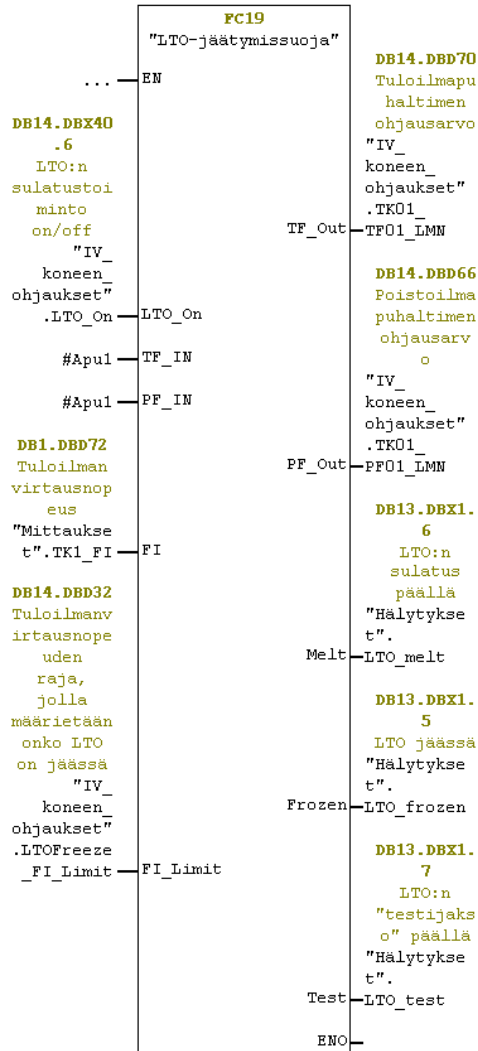 FC19
"LTO-jäätymissuoja"
... EN
DB14.DBX40
.6
LTO:n
sulatustoi
minto
on/off
"IV_
koneen_
ohjaukset"
.LTO_On LTO_On
#Apu1 TF_IN
#Apu1 PF_IN
DB1.DBD72
Tuloilman
virtausnop
eus
"Mittaukse
t".TK1_FI FI
DB14.DBD32
Tuloilmanv
irtausnope
uden
raja,
jolla
määrietään
onko LTO
on jäässä
"IV_
koneen_
ohjaukset"
.LTOFreeze
_FI_Limit FI_Limit
DB14.DBD70
Tuloilmapu
haltimen
ohjausarvo
"IV_
koneen_
ohjaukset"
.TK01_
TF_Out TF01_LMN
DB14.DBD66
Poistoilma
puhaltimen
ohjausarv
o
"IV_
koneen_
ohjaukset"
.TK01_
PF_Out PF01_LMN
DB13.DBX1.
6
LTO:n
sulatus
päällä
"Hälytykse
t".
Melt LTO_melt
DB13.DBX1.
5
LTO jäässä
"Hälytykse
t".
Frozen LTO_frozen
DB13.DBX1.
7
LTO:n
"testijaks
o" päällä
"Hälytykse
t".
Test LTO_test
ENO